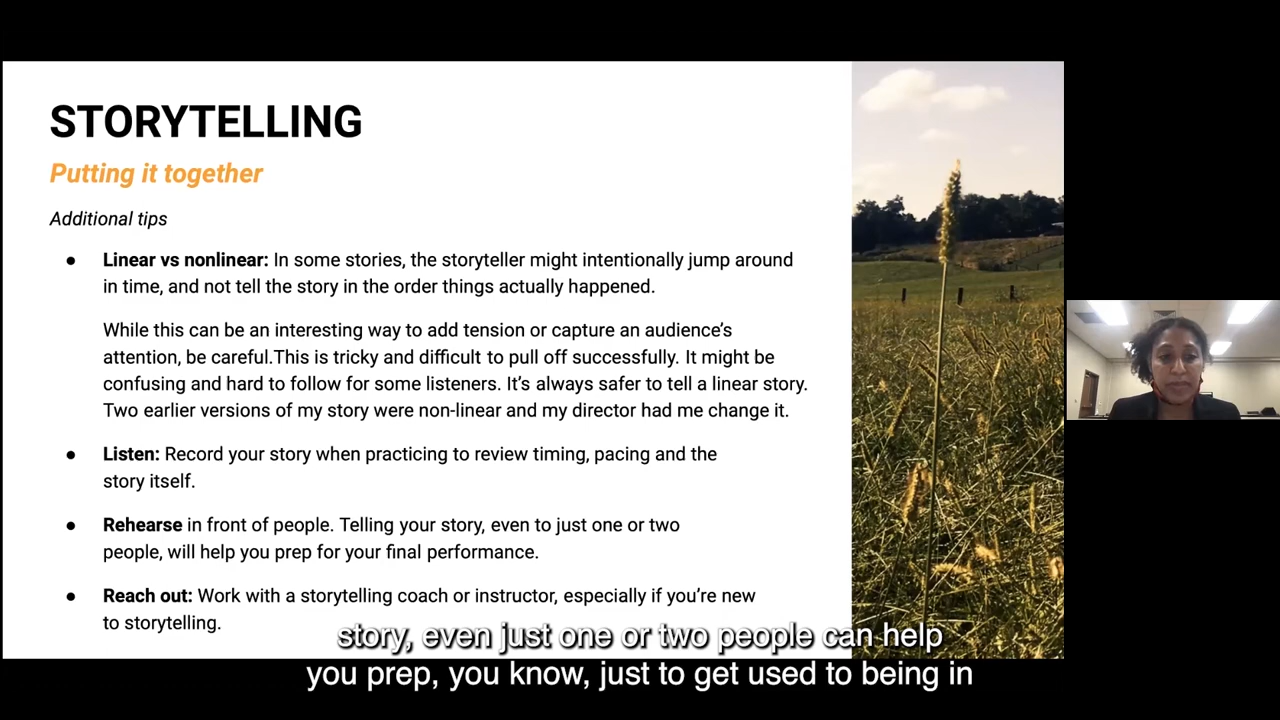 STORYTELLING
Putting it together
Additional tips
● Linear vs nonlinear: In some stories, the storyteller might intentionally jump around
in time, and not tell the story in the order things actually happened.
While this can be an interesting way to add tension or capture an audience's
attention, be careful.This is tricky and difficult to pull off successfully. It might be
confusing and hard to follow for some listeners. It's always safer to tell a linear story.
Two earlier versions of my story were non-linear and my director had me change it.
● Listen: Record your story when practicing to review timing, pacing and the
story itself.
● Rehearse in front of people. Telling your story, even to just one or two
people, will help you prep for your final performance.
● Reach out: Work with a storytelling coach or instructor, especially if you're new
to storytelling.
story, even just one or two people can help
you prep, you know, just to get used to being in